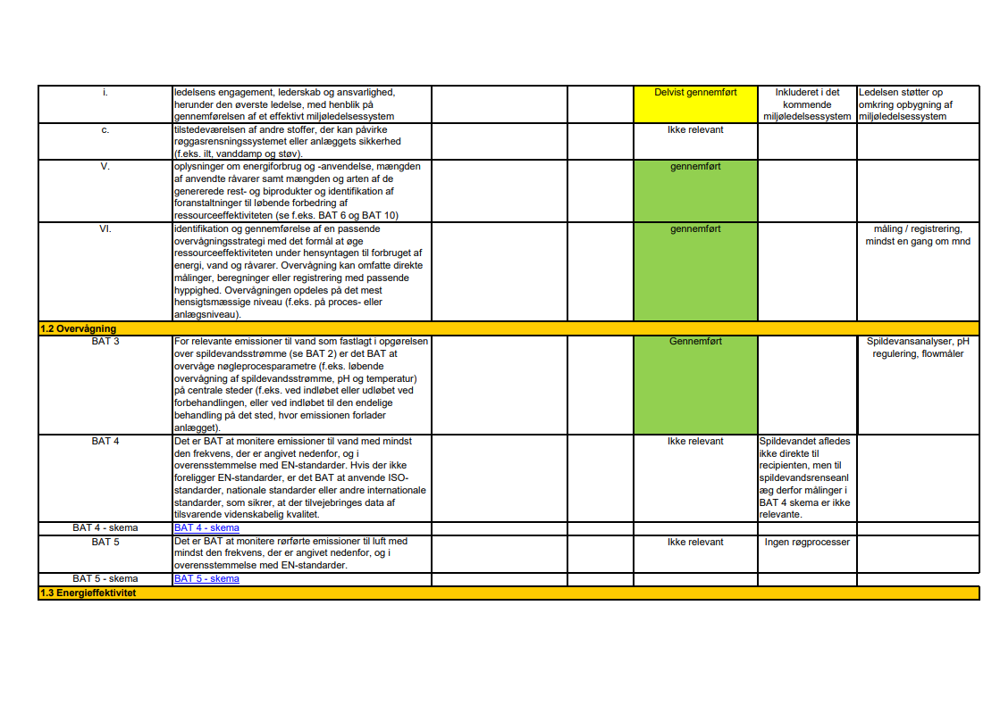 i.
ledelsens engagement, lederskab og ansvarlighed,
herunder den øverste ledelse, med henblik på
gennemførelsen af et effektivt miljøledelsessystem
Delvist gennemført
Inkluderet i det
kommende
miljøledelsessystem
Ledelsen støtter op
omkring opbygning af
miljøledelsessystem
c.
tilstedeværelsen af andre stoffer, der kan påvirke
røggasrensningssystemet eller anlæggets sikkerhed
(f.eks. ilt, vanddamp og støv).
Ikke relevant
V.
oplysninger om energiforbrug og -anvendelse, mængden
af anvendte råvarer samt mængden og arten af de
genererede rest- og biprodukter og identifikation af
foranstaltninger til løbende forbedring af
ressourceeffektiviteten (se f.eks. BAT 6 og BAT 10)
gennemført
VI.
identifikation og gennemførelse af en passende
overvågningsstrategi med det formål at øge
ressourceeffektiviteten under hensyntagen til forbruget af
energi, vand og råvarer. Overvågning kan omfatte direkte
målinger, beregninger eller registrering med passende
hyppighed. Overvågningen opdeles på det mest
hensigtsmæssige niveau (f.eks. på proces- eller
anlægsniveau).
gennemført
måling / registrering,
mindst en gang om mnd
1.2 Overvågning
BAT 3
For relevante emissioner til vand som fastlagt i opgørelsen
over spildevandsstrømme (se BAT 2) er det BAT at
overvåge nøgleprocesparametre (f.eks. løbende
overvågning af spildevandsstrømme, pH og temperatur)
på centrale steder (f.eks. ved indløbet eller udløbet ved
forbehandlingen, eller ved indløbet til den endelige
behandling på det sted, hvor emissionen forlader
anlægget).
Gennemført
Spildevansanalyser, pH
regulering, flowmåler
BAT 4
Det er BAT at monitere emissioner til vand med mindst
den frekvens, der er angivet nedenfor, og i
overensstemmelse med EN-standarder. Hvis der ikke
foreligger EN-standarder, er det BAT at anvende ISO-
standarder, nationale standarder eller andre internationale
standarder, som sikrer, at der tilvejebringes data af
tilsvarende videnskabelig kvalitet.
Ikke relevant
Spildevandet afledes
ikke direkte til
recipienten, men til
spildevandsrenseanl
æg derfor målinger i
BAT 4 skema er ikke
relevante.
BAT 4 - skema
BAT 4 - skema
BAT 5
Det er BAT at monitere rørførte emissioner til luft med
mindst den frekvens, der er angivet nedenfor, og i
overensstemmelse med EN-standarder.
Ikke relevant
Ingen røgprocesser
BAT 5 - skema
BAT 5 - skema
1.3 Energieffektivitet